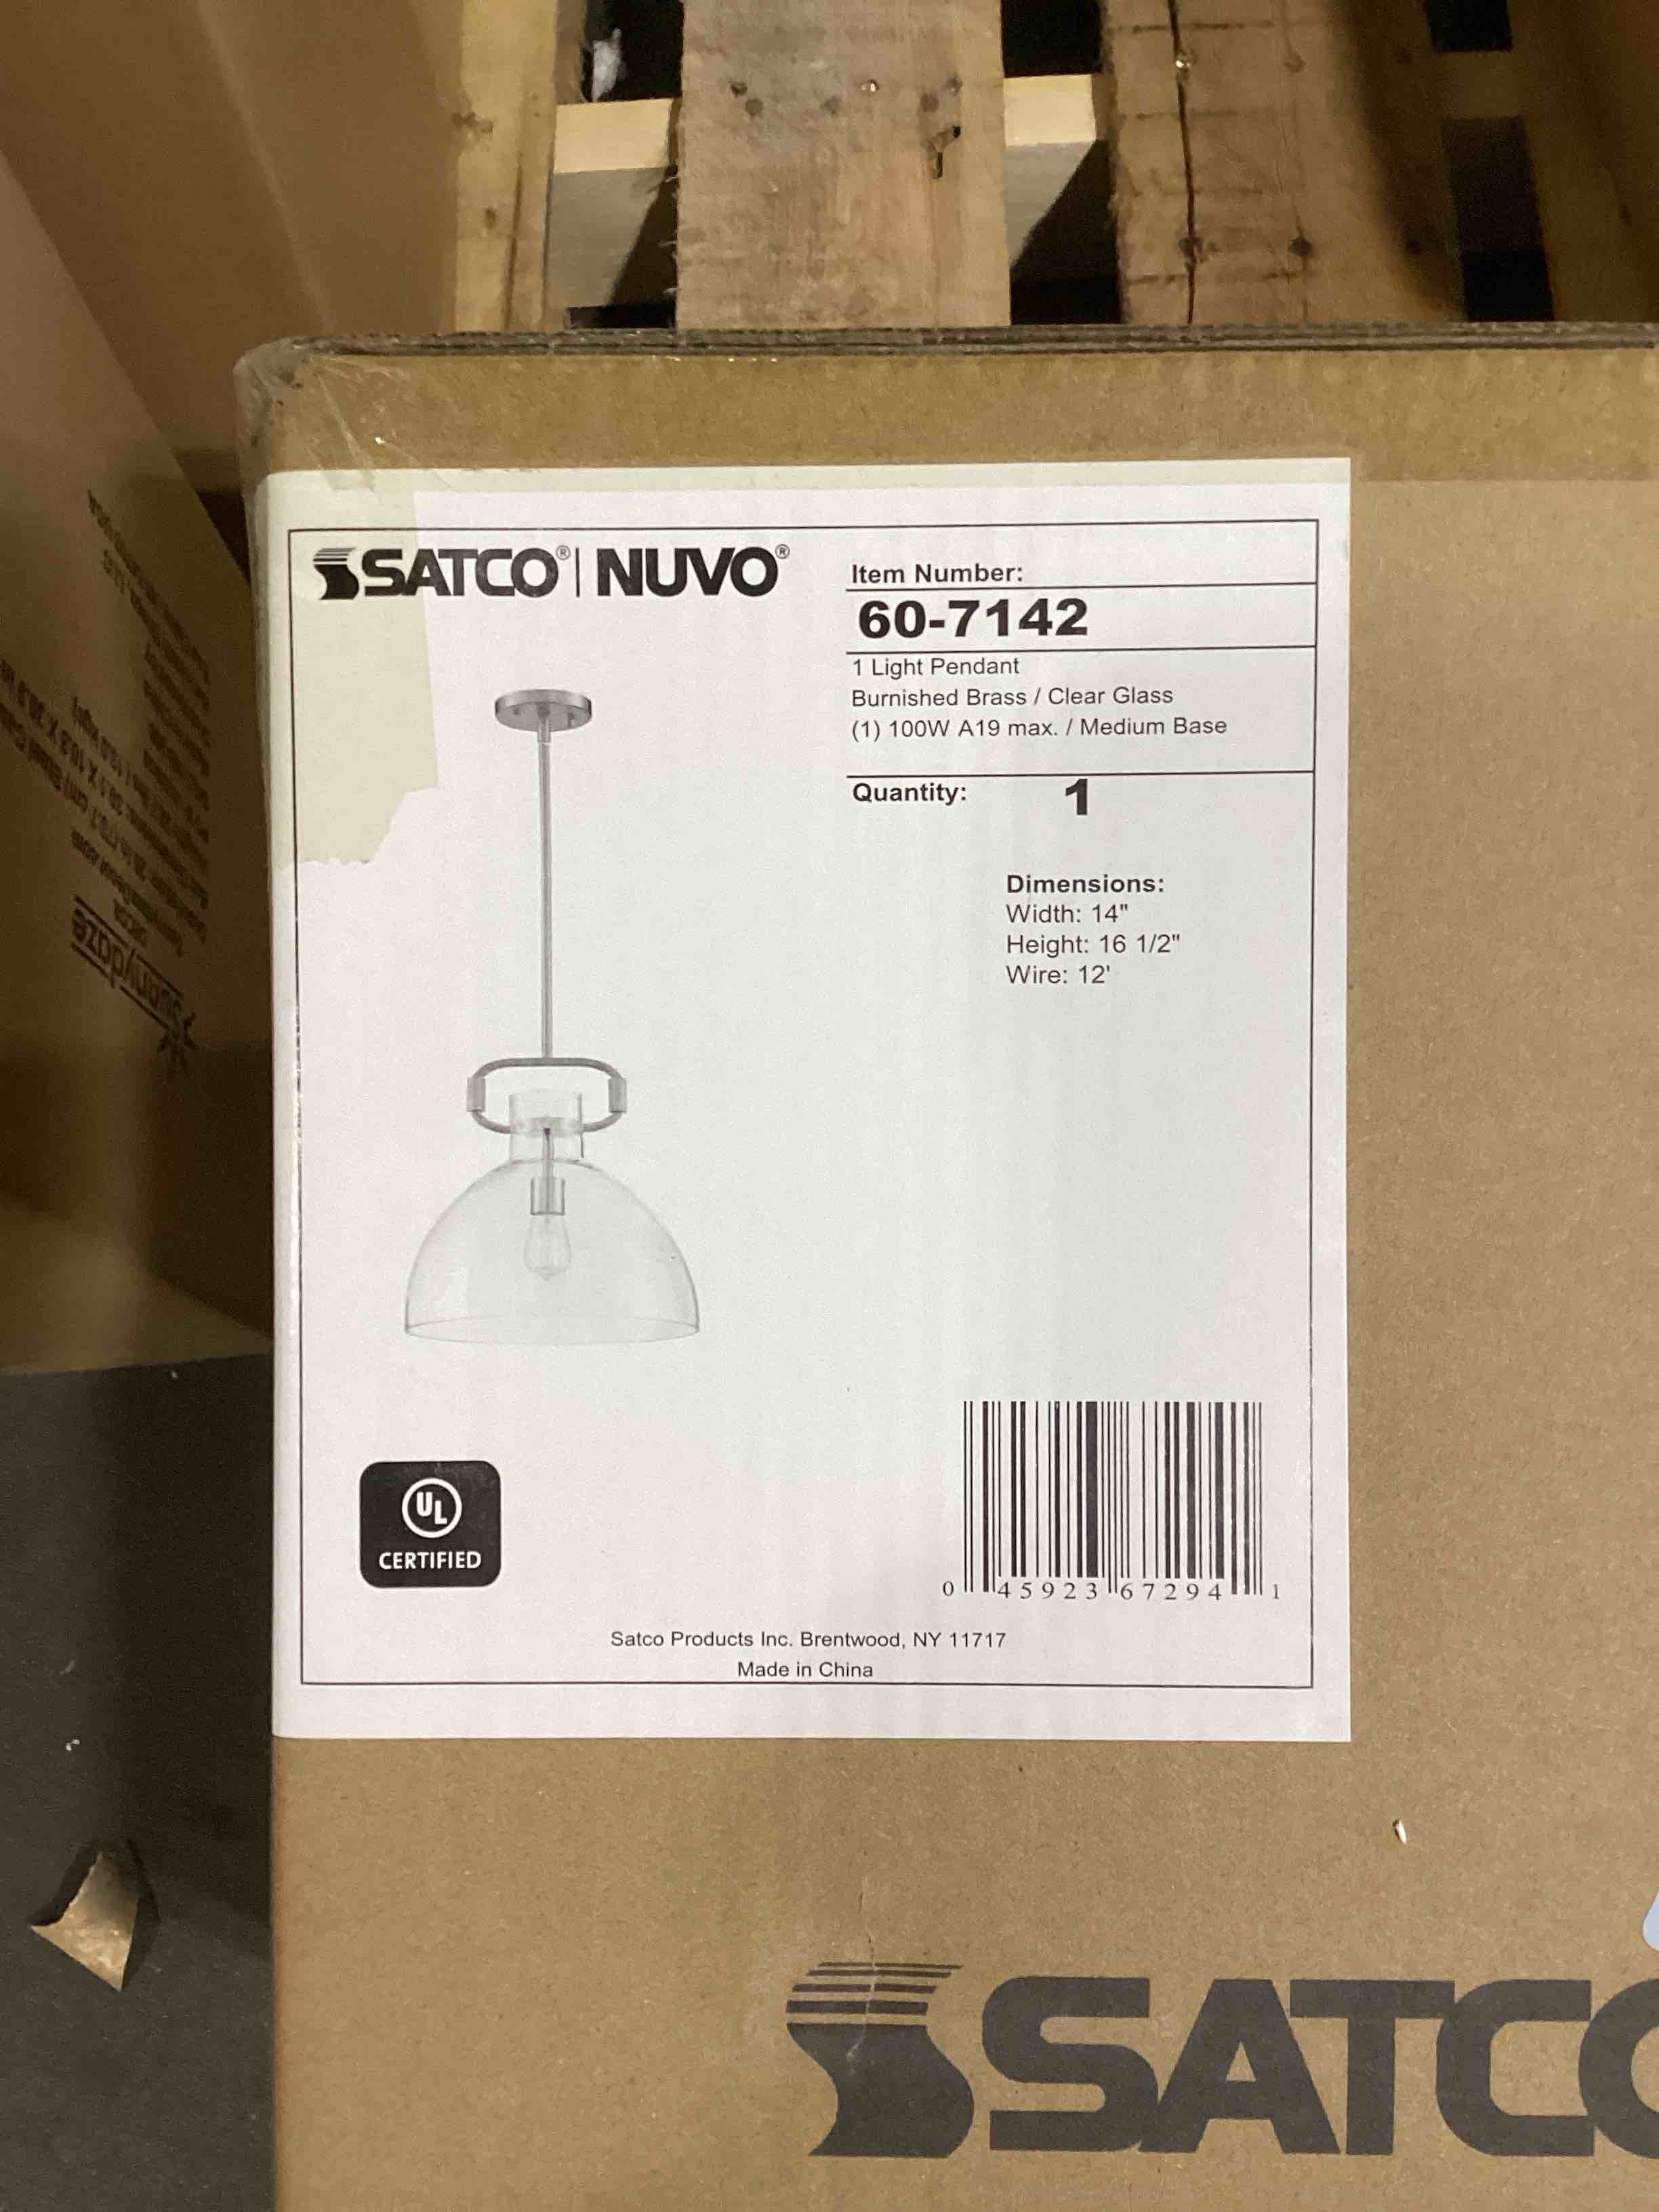 SATCO® | NUVO®
Item Number:
60-7142
1 Light Pendant
Burnished Brass / Clear Glass
(1) 100W A19 max. / Medium Base
Quantity: 1
Dimensions:
Width: 14"
Height: 16 1/2"
Wire: 12'
UL
CERTIFIED
0 45923 67294 1
Satco Products Inc. Brentwood, NY 11717
Made in China
SATCO
Sunnydaze